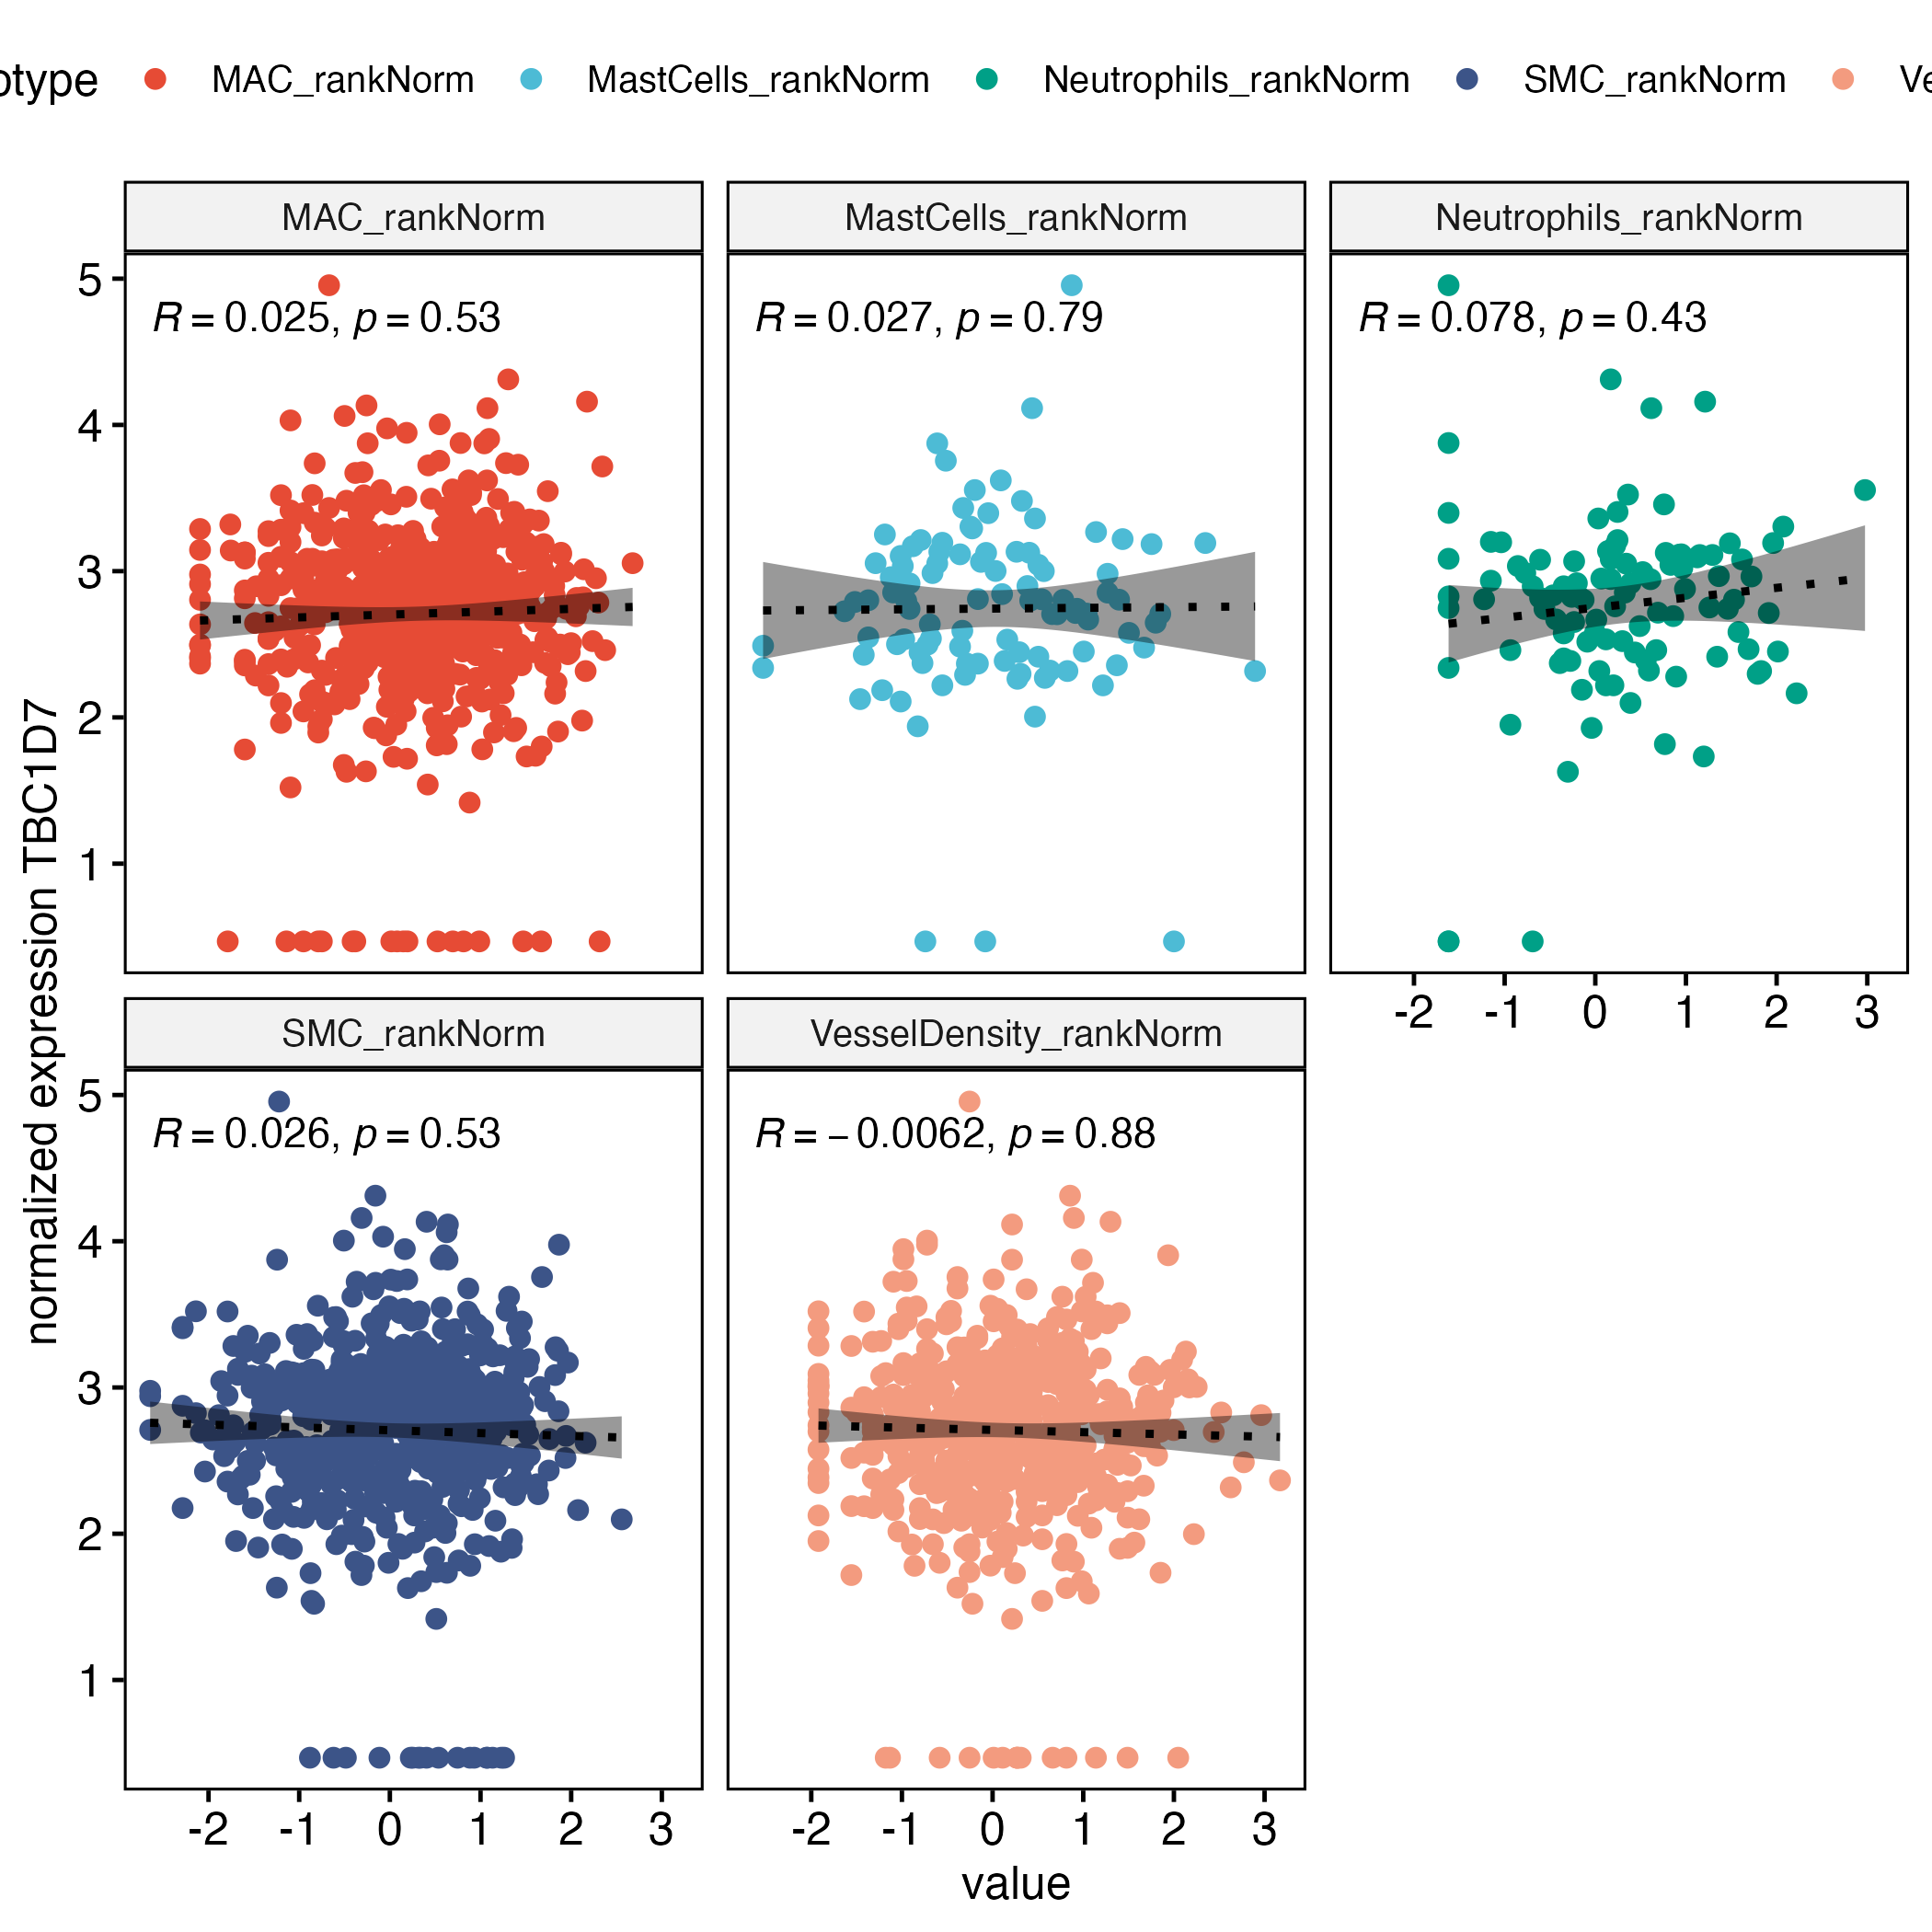 otype MAC_rankNorm MastCells_rankNorm Neutrophils_rankNorm SMC_rankNorm Ve
MAC_rankNorm MastCells_rankNorm Neutrophils_rankNorm
R = 0.025, p = 0.53
R = 0.027, p = 0.79
R = 0.078, p = 0.43
5
4
3
2
1
-2 -1 0 1 2 3
SMC_rankNorm VesselDensity_rankNorm
R = 0.026, p = 0.53
R = −0.0062, p = 0.88
5
4
3
2
1
-2 -1 0 1 2 3
-2 -1 0 1 2 3
value
normalized expression TBC1D7